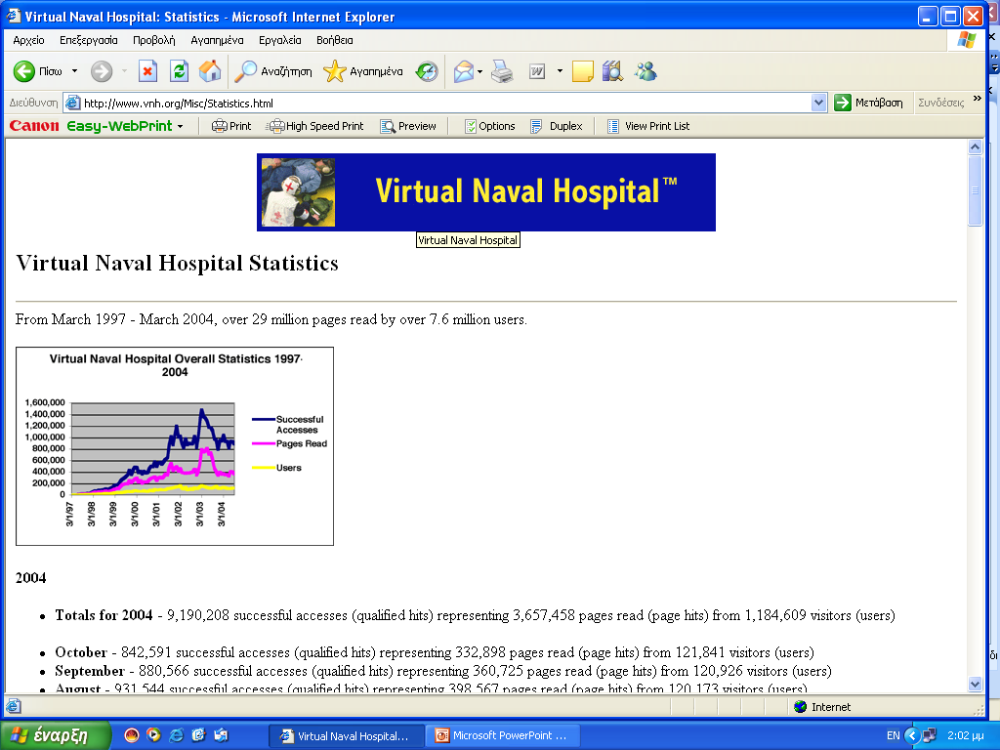 Virtual Naval Hospital: Statistics - Microsoft Internet Explorer
Αρχείο Επεξεργασία Προβολή Αγαπημένα Εργαλεία Βοήθεια
Πίσω Αναζήτηση Αγαπημένα
Διεύθυνση http://www.vnh.org/Misc/Statistics.html Μετάβαση Συνδέσεις »
Canon Easy-WebPrint Print High Speed Print Preview Options Duplex View Print List
Virtual Naval Hospital™
Virtual Naval Hospital
Virtual Naval Hospital Statistics
From March 1997 - March 2004, over 29 million pages read by over 7.6 million users.
Virtual Naval Hospital Overall Statistics 1997-
2004
1,600,000
1,400,000
1,200,000
1,000,000
800,000
600,000
400,000
200,000
0
3/1/97 3/1/98 3/1/99 3/1/00 3/1/01 3/1/02 3/1/03 3/1/04
Successful
Accesses
Pages Read
Users
2004
• Totals for 2004 - 9,190,208 successful accesses (qualified hits) representing 3,657,458 pages read (page hits) from 1,184,609 visitors (users)
• October - 842,591 successful accesses (qualified hits) representing 332,898 pages read (page hits) from 121,841 visitors (users)
• September - 880,566 successful accesses (qualified hits) representing 360,725 pages read (page hits) from 120,926 visitors (users)
• August - 931,544 successful accesses (qualified hits) representing 398,567 pages read (page hits) from 120,173 visitors (users)
Internet
έναρξη Virtual Naval Hospital... Microsoft PowerPoint ... EN 2:02 μμ